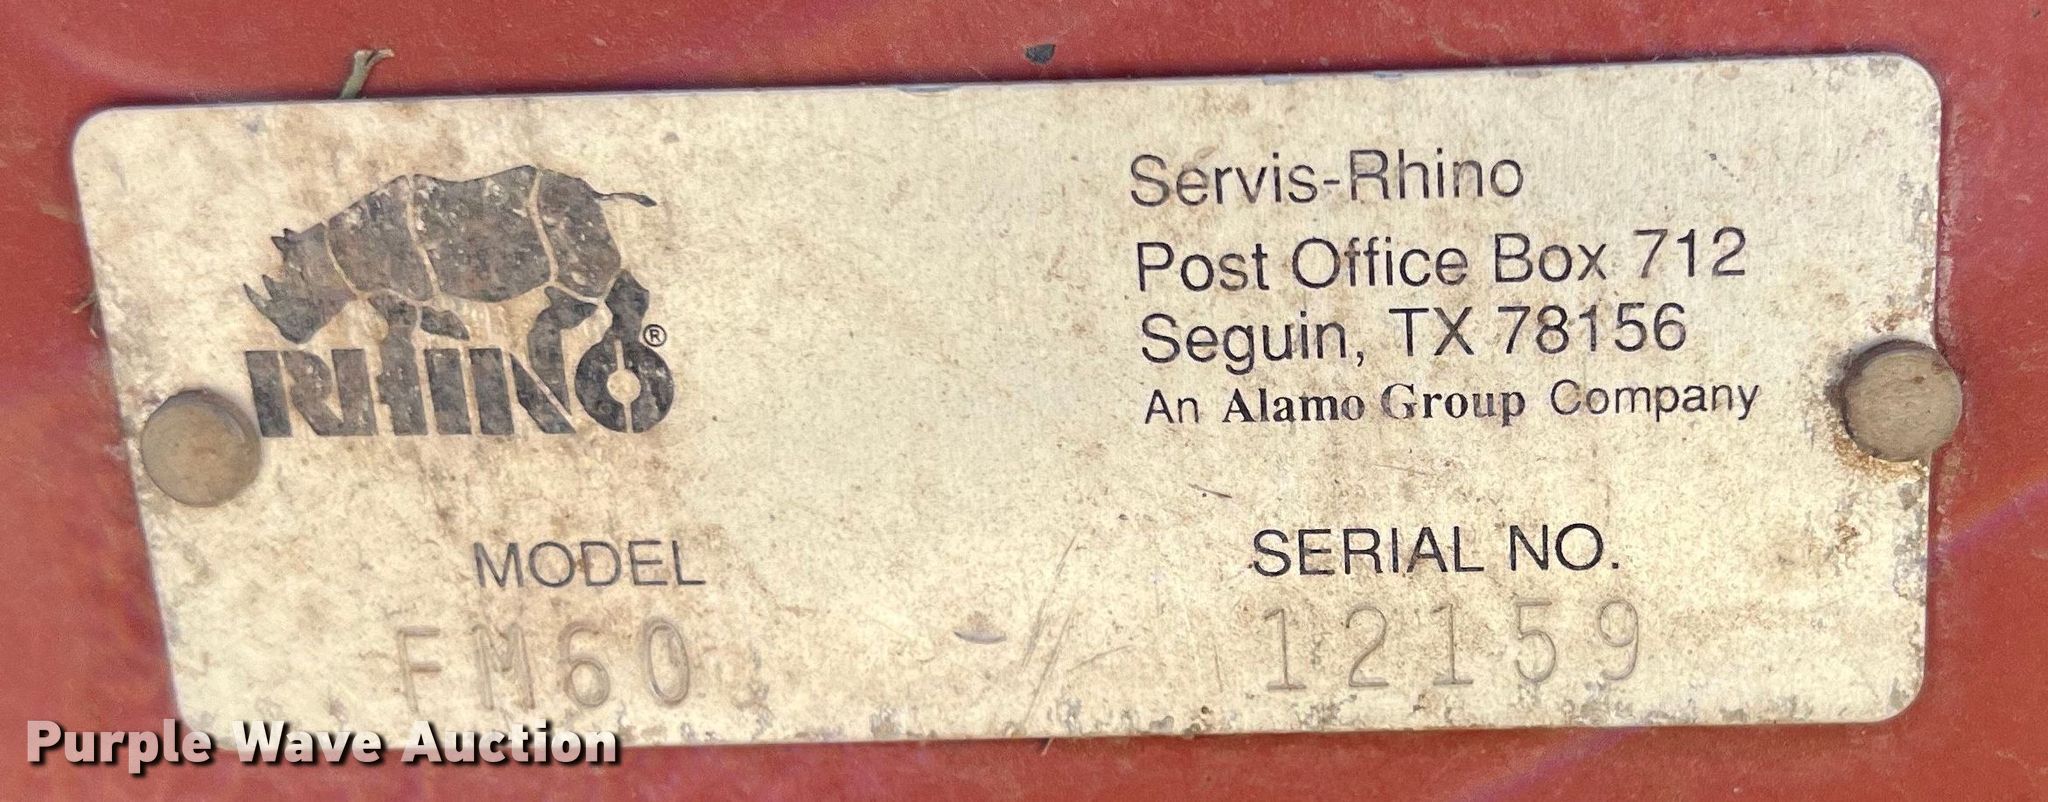 RHINO®
Servis-Rhino
Post Office Box 712
Seguin, TX 78156
An Alamo Group Company
MODEL
FM60
SERIAL NO.
12159
Purple Wave Auction